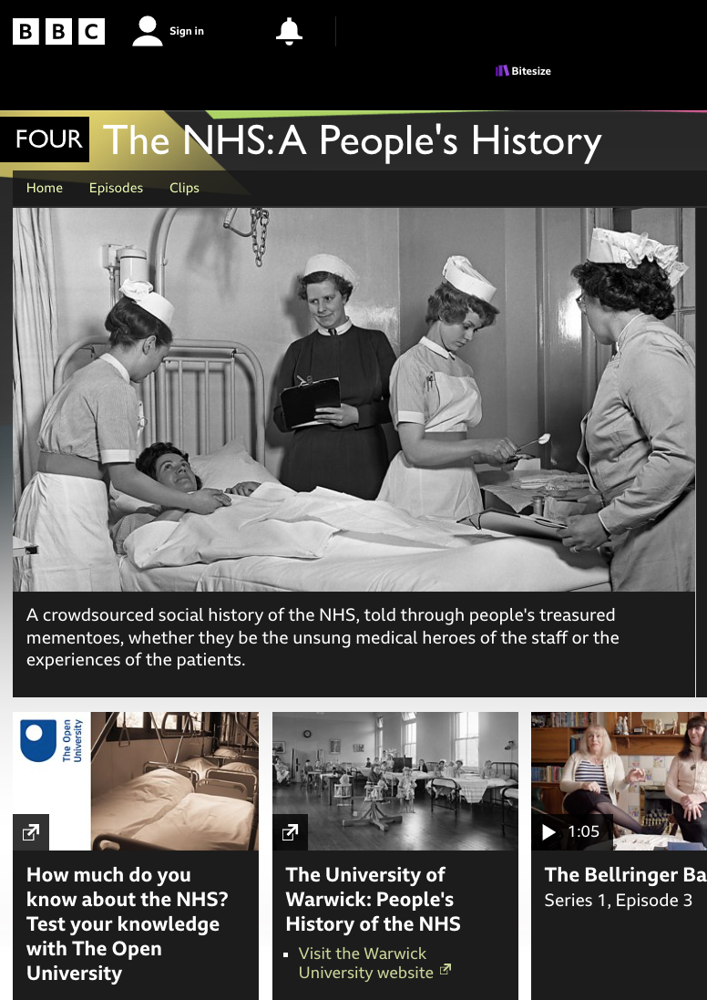 BBC
Sign in
Bitesize
FOUR
The NHS: A People's History
Home Episodes Clips
A crowdsourced social history of the NHS, told through people's treasured
mementoes, whether they be the unsung medical heroes of the staff or the
experiences of the patients.
The Open
University
How much do you
know about the NHS?
Test your knowledge
with The Open
University
The University of
Warwick: People's
History of the NHS
Visit the Warwick
University website
1:05
The Bellringer Ba
Series 1, Episode 3